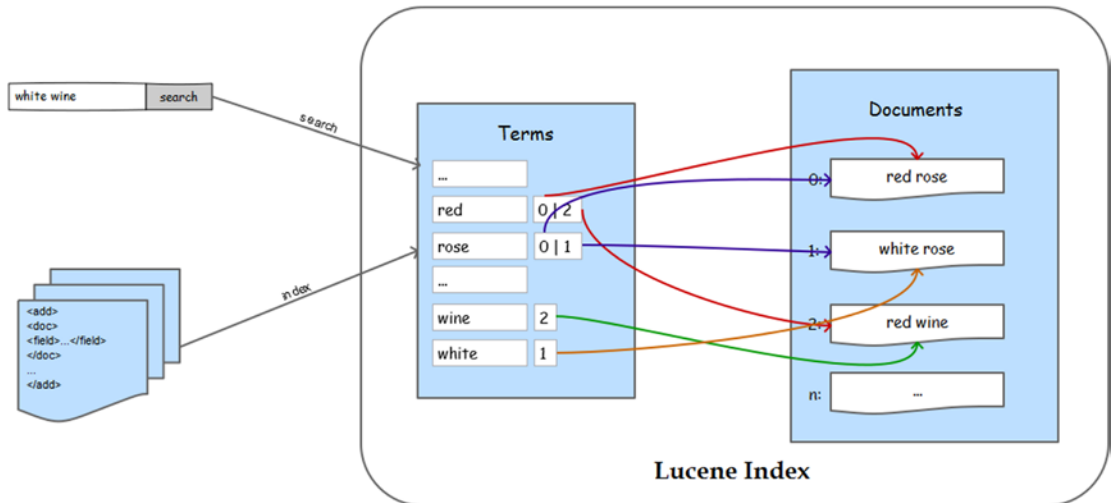 white wine search
search
index
<add>
<doc>
<field>...</field>
</doc>
...
</add>
Terms
...
red 0 | 2
rose 0 | 1
...
wine 2
white 1
Documents
0: red rose
1: white rose
2: red wine
n: ...
Lucene Index